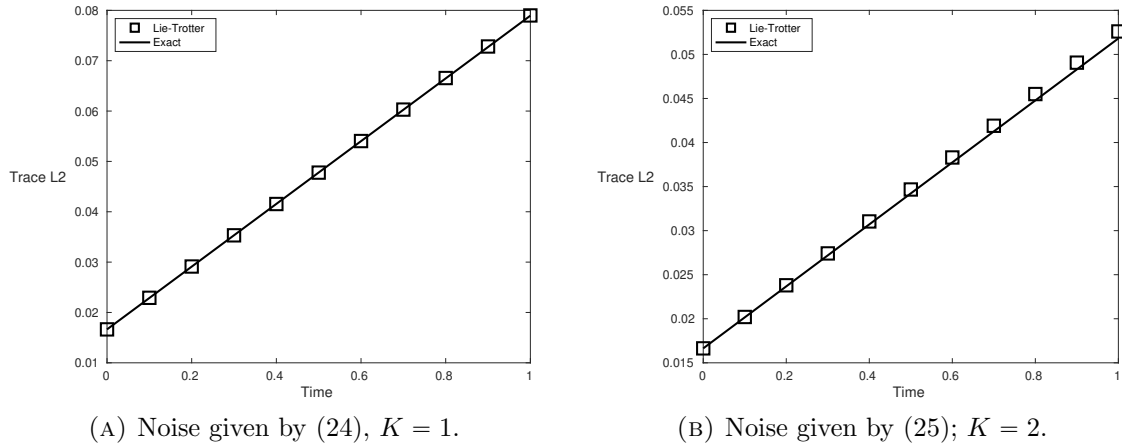 0.08
0.07
0.06
0.05
0.04
0.03
0.02
0.01
Trace L2
Lie-Trotter
Exact
0 0.2 0.4 0.6 0.8 1
Time
(A) Noise given by (24), K = 1.
0.055
0.05
0.045
0.04
0.035
0.03
0.025
0.02
0.015
Trace L2
Lie-Trotter
Exact
0 0.2 0.4 0.6 0.8 1
Time
(B) Noise given by (25); K = 2.